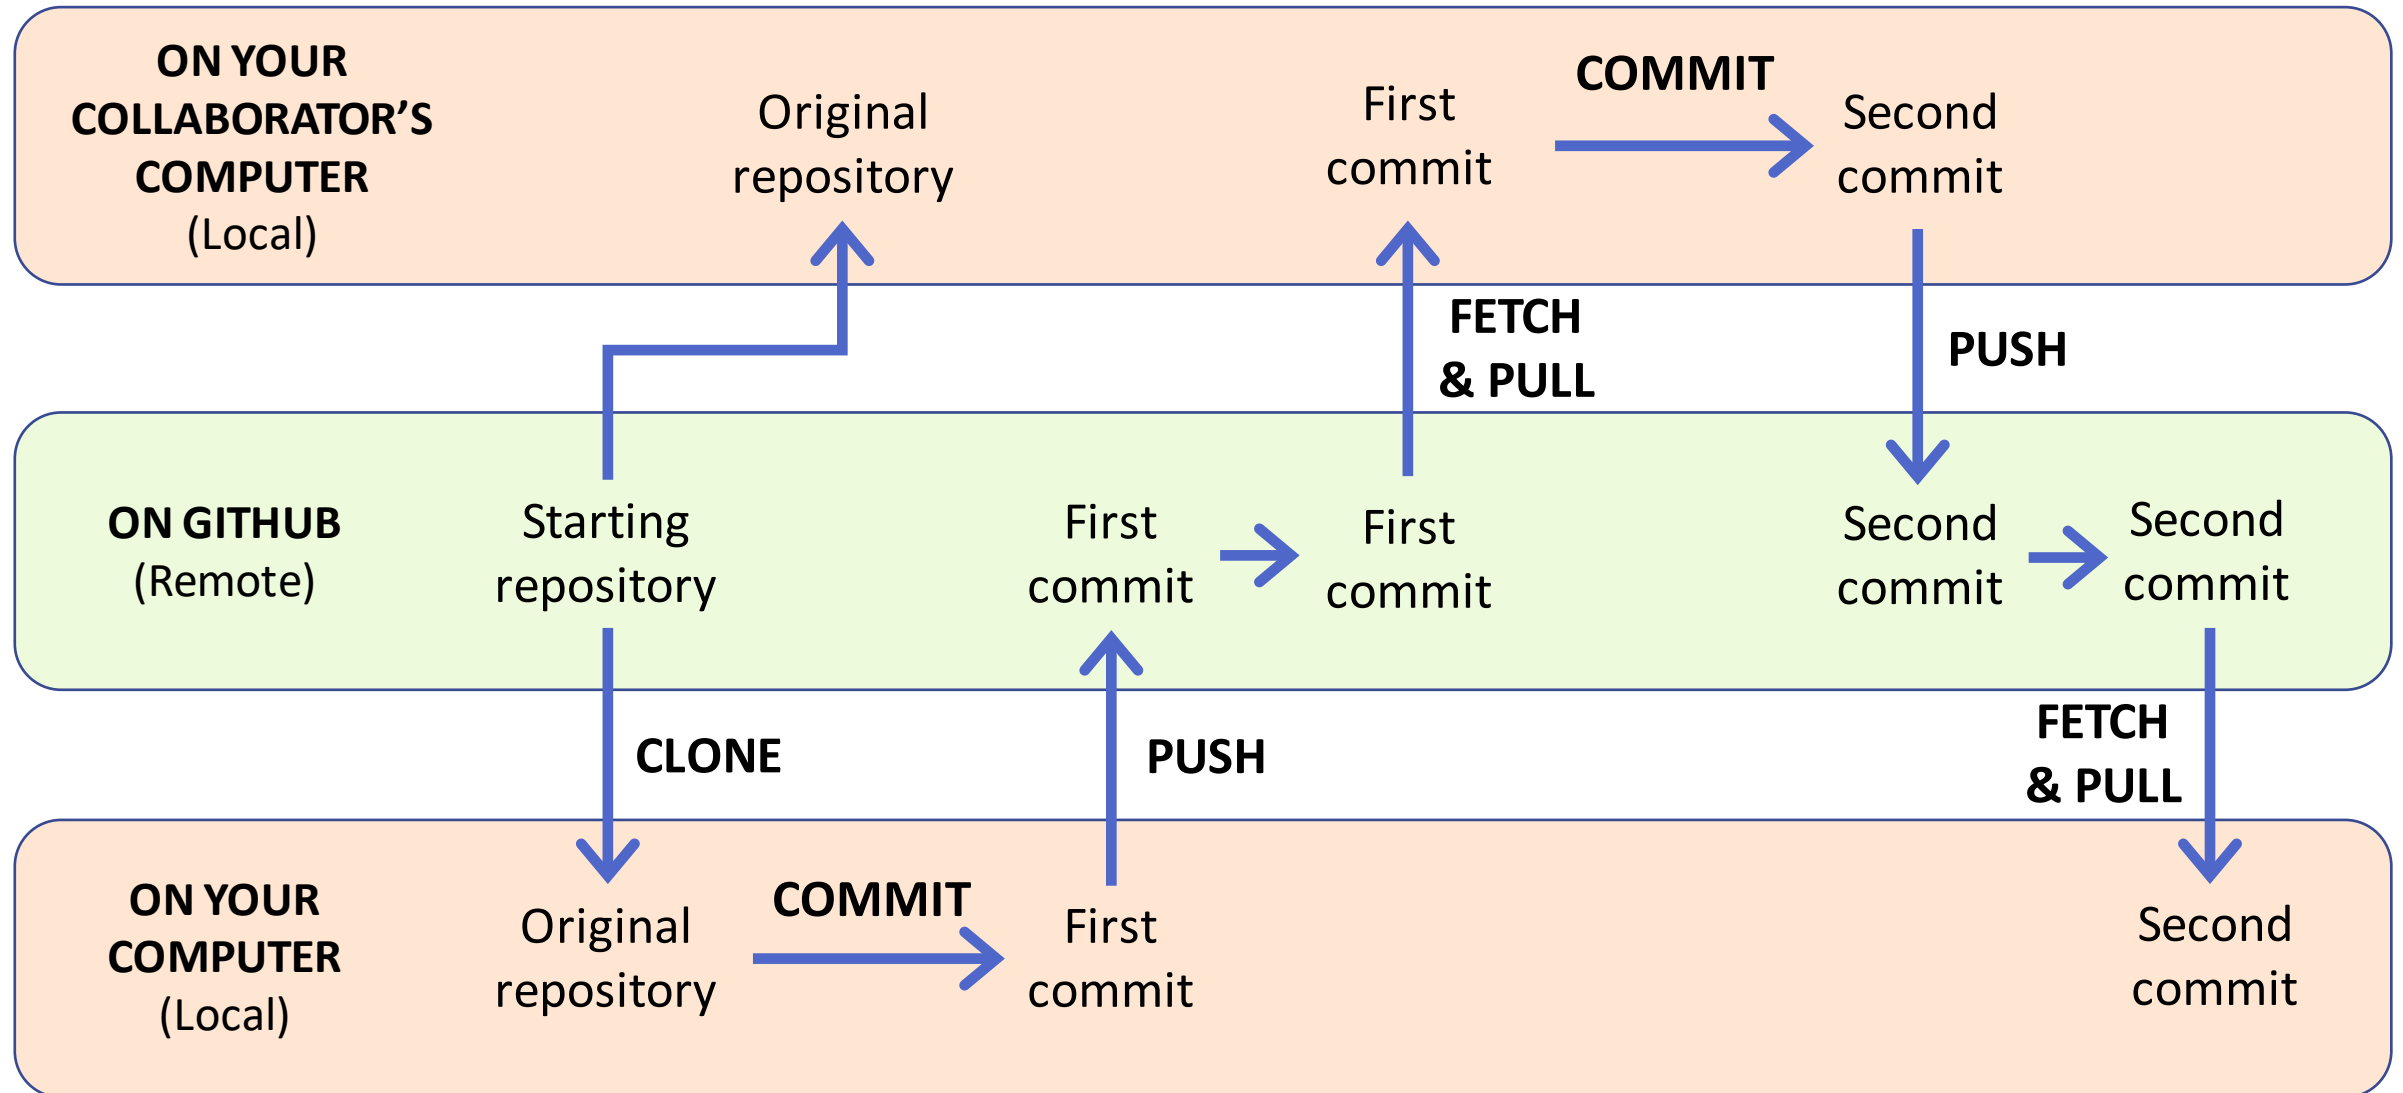 ON YOUR
COLLABORATOR’S
COMPUTER
(Local)
Original
repository
First
commit
COMMIT
Second
commit
FETCH
& PULL
PUSH
ON GITHUB
(Remote)
Starting
repository
First
commit
First
commit
Second
commit
Second
commit
CLONE
PUSH
FETCH
& PULL
ON YOUR
COMPUTER
(Local)
Original
repository
COMMIT
First
commit
Second
commit